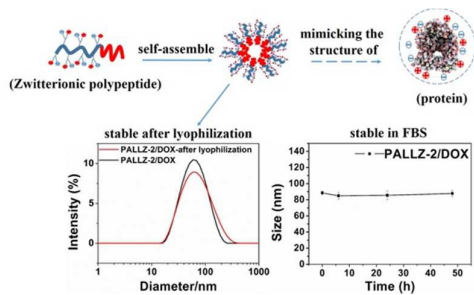 self-assemble
mimicking the
structure of
(Zwitterionic polypeptide)
(protein)
stable after lyophilization
PALLZ-2/DOX-after lyophilization
PALLZ-2/DOX
10
5
0
Intensity (%)
1
10
100
1000
Diameter/nm
stable in FBS
PALLZ-2/DOX
140
120
100
80
60
40
20
0
Size (nm)
0
10
20
30
40
50
Time (h)